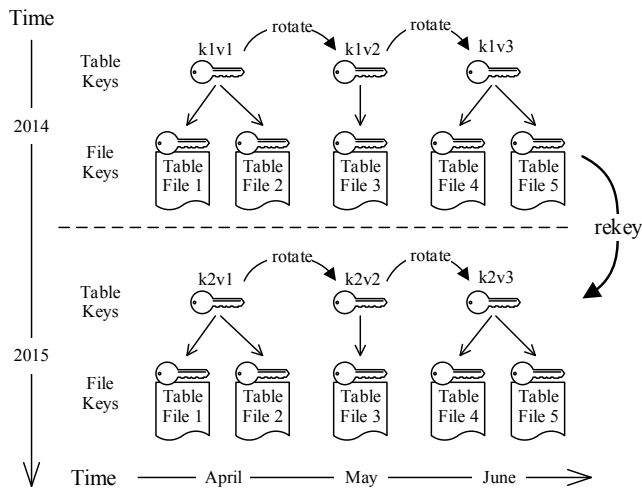 Time
k1v1 rotate k1v2 rotate k1v3
Table
Keys
2014
File
Keys
Table
File 1
Table
File 2
Table
File 3
Table
File 4
Table
File 5
rekey
k2v1 rotate k2v2 rotate k2v3
Table
Keys
2015
File
Keys
Table
File 1
Table
File 2
Table
File 3
Table
File 4
Table
File 5
Time April May June